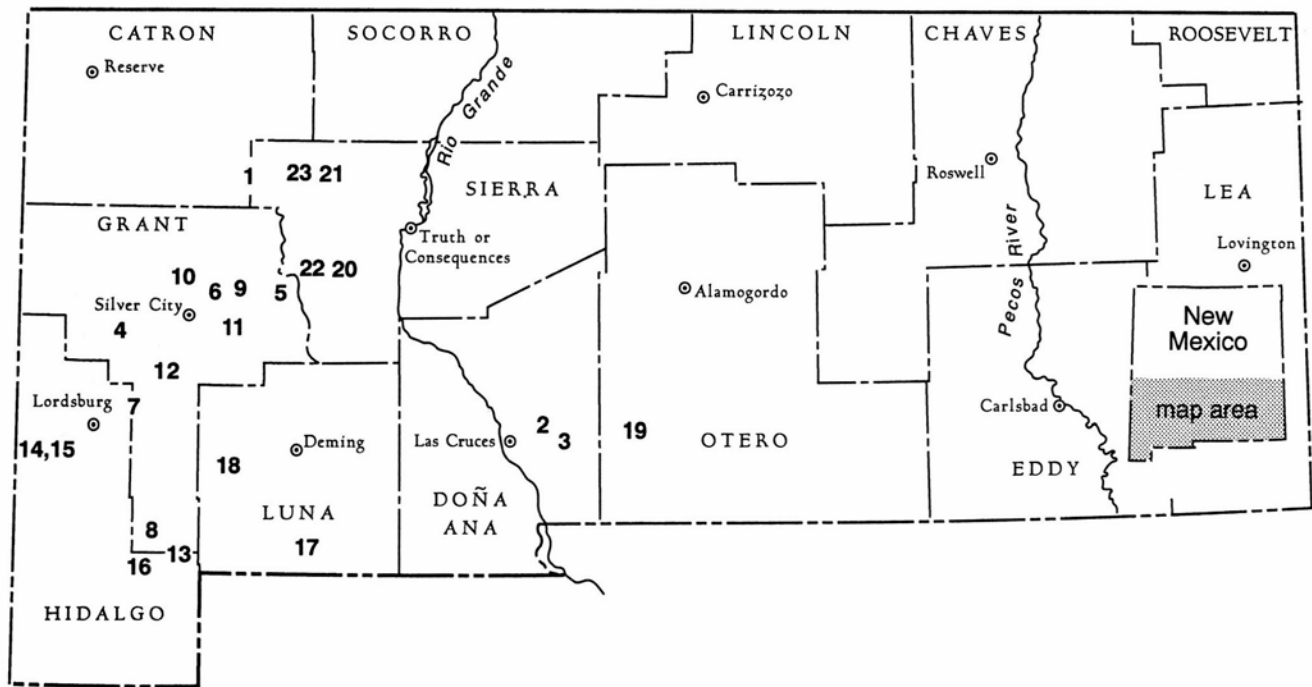 CATRON
SOCORRO
LINCOLN
CHAVES
ROOSEVELT
Reserve
Rio Grande
Carrizozo
1
23 21
Roswell
SIERRA
LEA
GRANT
Truth or
Consequences
Pecos River
Lovington
10
6 9
5
22 20
Silver City
4
11
Alamogordo
New
Mexico
map area
12
Lordsburg
7
14,15
18
Deming
Las Cruces
2
3
19
OTERO
Carlsbad
EDDY
8
LUNA
17
DOÑA
ANA
13
16
HIDALGO